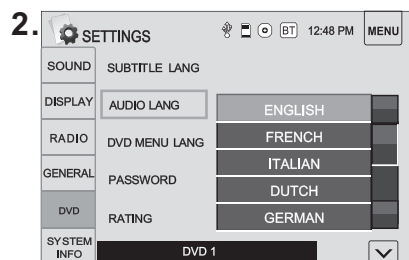 2.
SETTINGS BT 12:48 PM MENU
SOUND SUBTITLE LANG
DISPLAY AUDIO LANG ENGLISH
RADIO DVD MENU LANG FRENCH
ITALIAN
GENERAL PASSWORD DUTCH
DVD RATING GERMAN
SYSTEM
INFO DVD 1